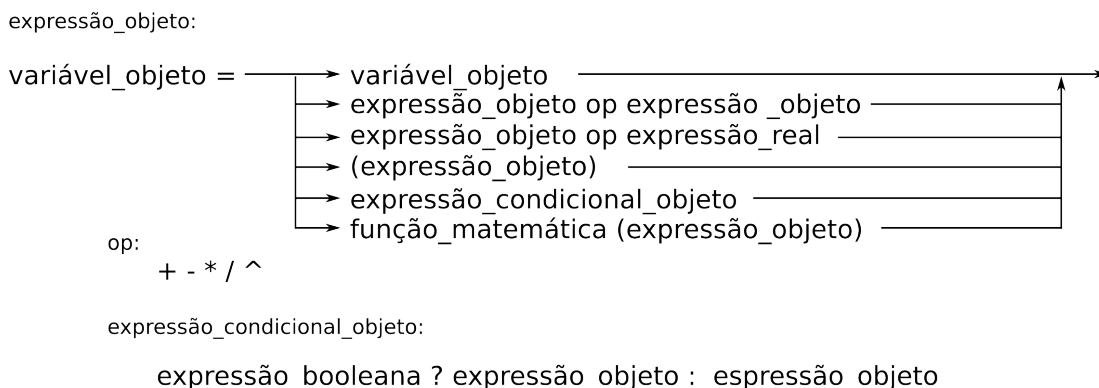 expressão_objeto:
variável_objeto = variável_objeto
expressão_objeto op expressão _objeto
expressão_objeto op expressão_real
(expressão_objeto)
expressão_condicional_objeto
função_matemática (expressão_objeto)
op:
+ - * / ^
expressão_condicional_objeto:
expressão_booleana ? expressão_objeto : espressão_objeto